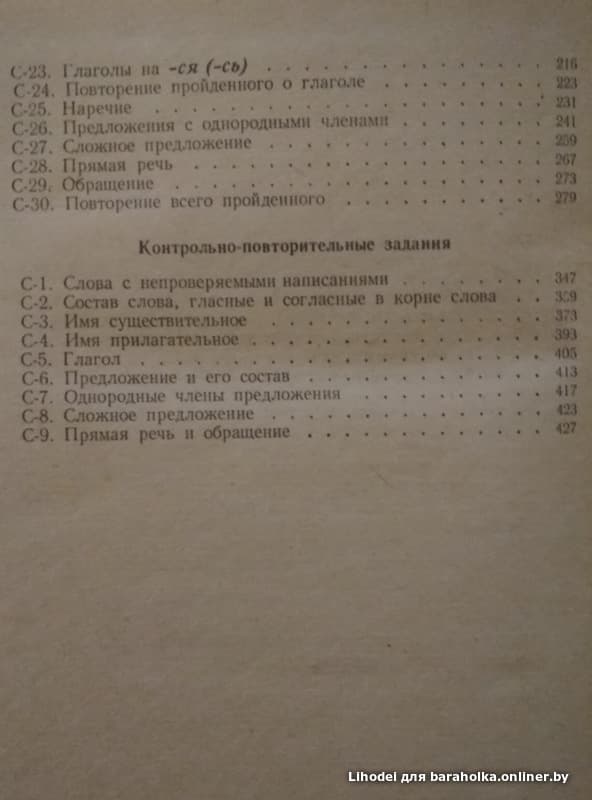 С-23. Глаголы на -ся (-сь) . . . . . . . . . . . . . . 216
С-24. Повторение пройденного о глаголе . . . . . . . . 223
С-25. Наречие . . . . . . . . . . . . . . . . . . . 231
С-26. Предложения с однородными членами . . . . . . . 241
С-27. Сложное предложение . . . . . . . . . . . . . 259
С-28. Прямая речь . . . . . . . . . . . . . . . . . 267
С-29. Обращение . . . . . . . . . . . . . . . . . . 273
С-30. Повторение всего пройденного . . . . . . . . . . 279
Контрольно-повторительные задания
С-1. Слова с непроверяемыми написаниями . . . . . . . 347
С-2. Состав слова, гласные и согласные в корне слова . .
С-3. Имя существительное . . . . . . . . . . . . . 373
С-4. Имя прилагательное . . . . . . . . . . . . . . 393
С-5. Глагол . . . . . . . . . . . . . . . . . . . 405
С-6. Предложение и его состав . . . . . . . . . . . . 413
С-7. Однородные члены предложения . . . . . . . . . 417
С-8. Сложное предложение . . . . . . . . . . . . . 423
С-9. Прямая речь и обращение . . . . . . . . . . . . 427
Lihodel для baraholka.onliner.by